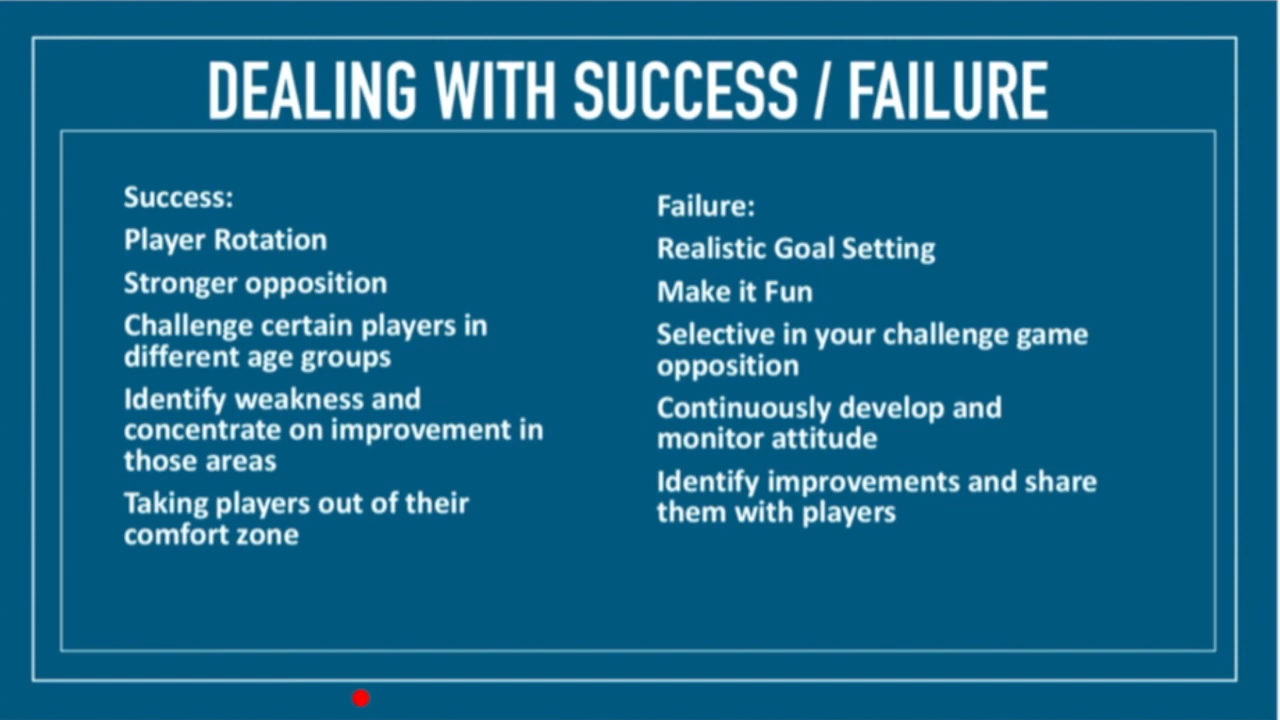 DEALING WITH SUCCESS / FAILURE
Success:
Player Rotation
Stronger opposition
Challenge certain players in
different age groups
Identify weakness and
concentrate on improvement in
those areas
Taking players out of their
comfort zone
Failure:
Realistic Goal Setting
Make it Fun
Selective in your challenge game
opposition
Continuously develop and
monitor attitude
Identify improvements and share
them with players